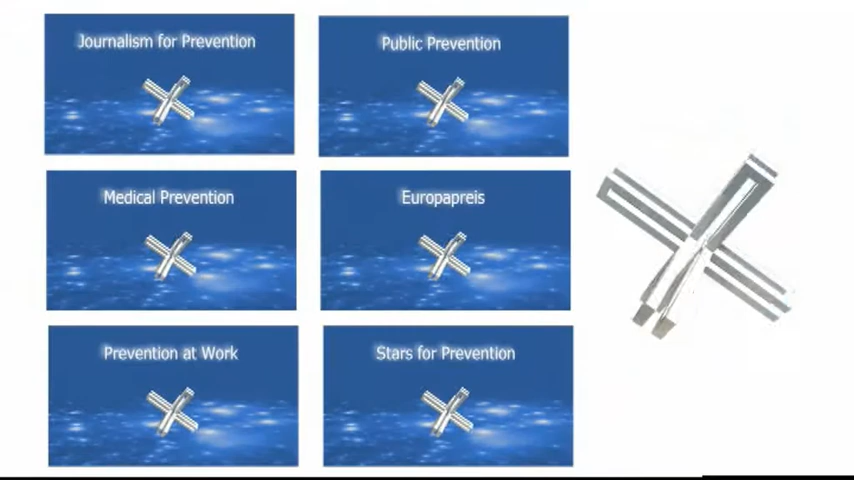 Journalism for Prevention
Public Prevention
Medical Prevention
Europapreis
Prevention at Work
Stars for Prevention